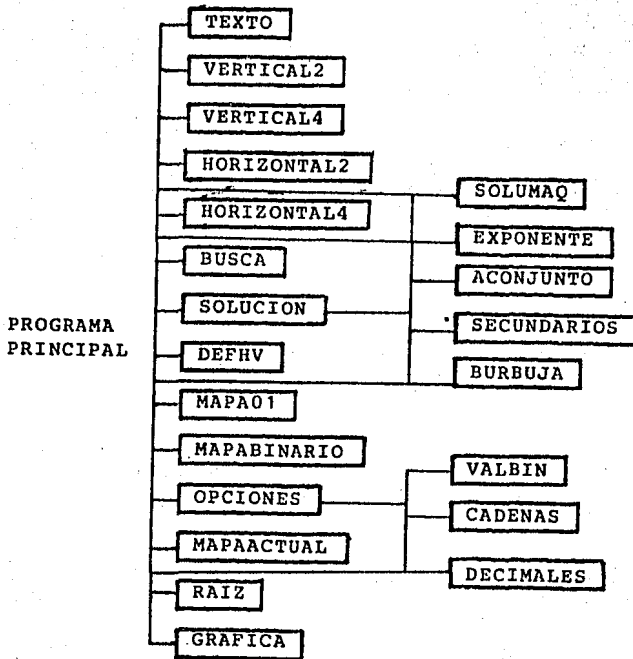 TEXTO
VERTICAL2
VERTICAL4
HORIZONTAL2
HORIZONTAL4
BUSCA
SOLUCION
DEFHV
MAPA01
MAPABINARIO
OPCIONES
MAPAACTUAL
RAIZ
GRAFICA
PROGRAMA
PRINCIPAL
SOLUMAQ
EXPONENTE
ACONJUNTO
SECUNDARIOS
BURBUJA
VALBIN
CADENAS
DECIMALES